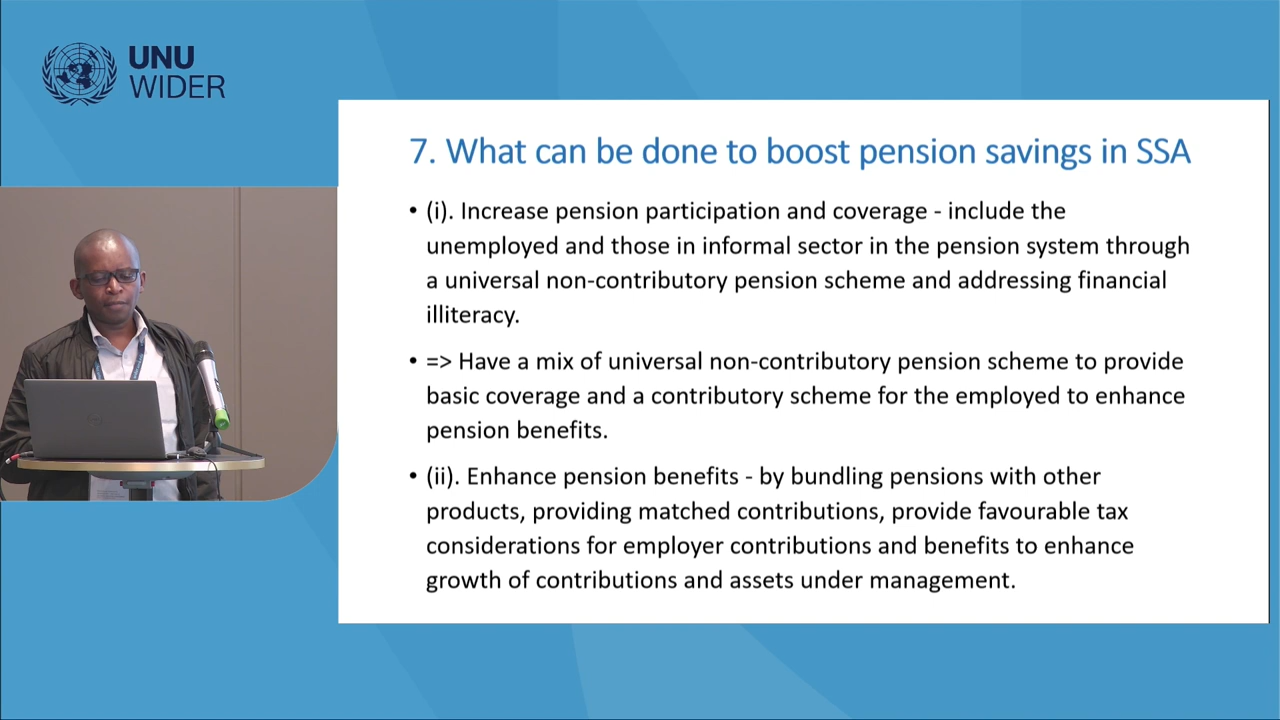 UNU
WIDER
7. What can be done to boost pension savings in SSA
• (i). Increase pension participation and coverage - include the
unemployed and those in informal sector in the pension system through
a universal non-contributory pension scheme and addressing financial
illiteracy.
• => Have a mix of universal non-contributory pension scheme to provide
basic coverage and a contributory scheme for the employed to enhance
pension benefits.
• (ii). Enhance pension benefits - by bundling pensions with other
products, providing matched contributions, provide favourable tax
considerations for employer contributions and benefits to enhance
growth of contributions and assets under management.